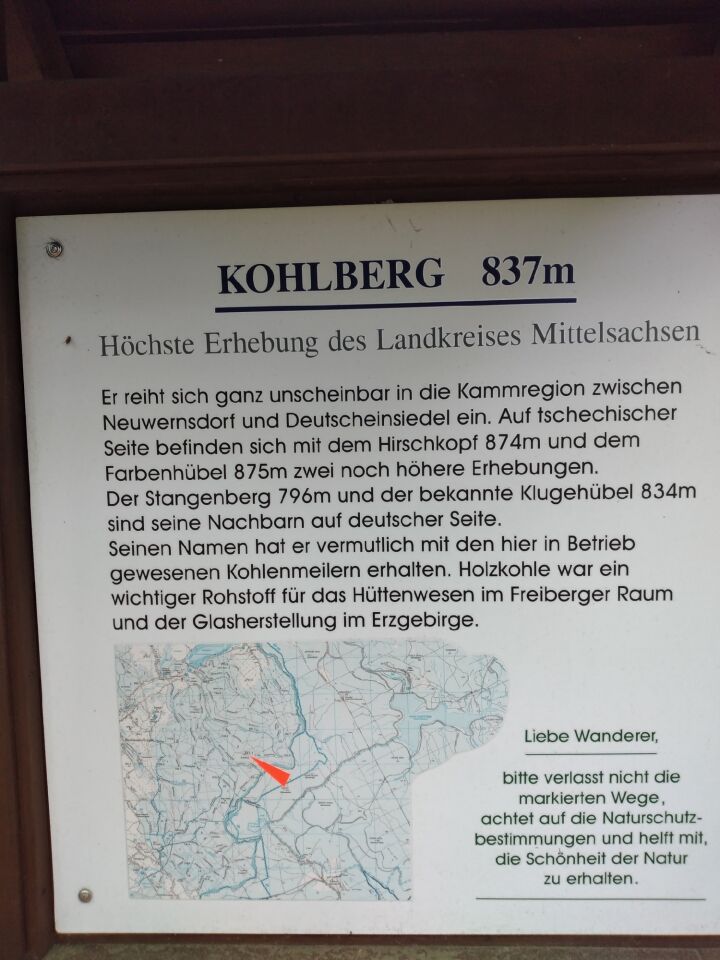 KOHLBERG 837m
Höchste Erhebung des Landkreises Mittelsachsen
Er reiht sich ganz unscheinbar in die Kammregion zwischen
Neuwernsdorf und Deutscheinsiedel ein. Auf tschechischer
Seite befinden sich mit dem Hirschkopf 874m und dem
Farbenhübel 875m zwei noch höhere Erhebungen.
Der Stangenberg 796m und der bekannte Klugehübel 834m
sind seine Nachbarn auf deutscher Seite.
Seinen Namen hat er vermutlich mit den hier in Betrieb
gewesenen Kohlenmeilern erhalten. Holzkohle war ein
wichtiger Rohstoff für das Hüttenwesen im Freiberger Raum
und der Glasherstellung im Erzgebirge.
Liebe Wanderer,
bitte verlasst nicht die
markierten Wege,
achtet auf die Naturschutz-
bestimmungen und helft mit,
die Schönheit der Natur
zu erhalten.